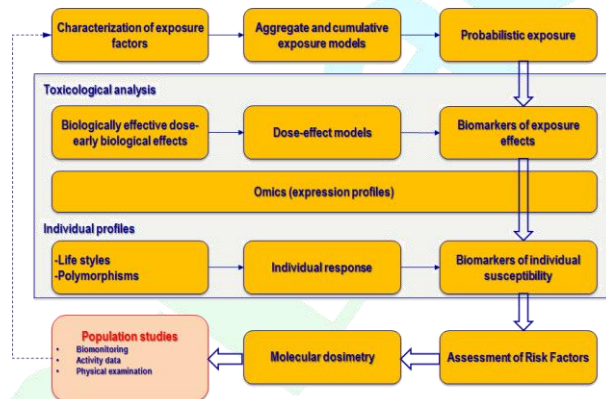 Characterization of exposure
factors
Aggregate and cumulative
exposure models
Probabilistic exposure
Toxicological analysis
Biologically effective dose-
early biological effects
Dose-effect models
Biomarkers of exposure
effects
Omics (expression profiles)
Individual profiles
-Life styles
-Polymorphisms
Individual response
Biomarkers of individual
susceptibility
Population studies
• Biomonitoring
• Activity data
• Physical examination
Molecular dosimetry
Assessment of Risk Factors